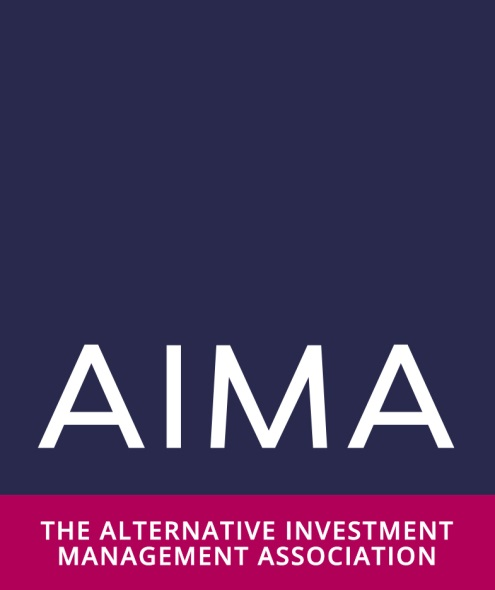 AIMA
THE ALTERNATIVE INVESTMENT
MANAGEMENT ASSOCIATION